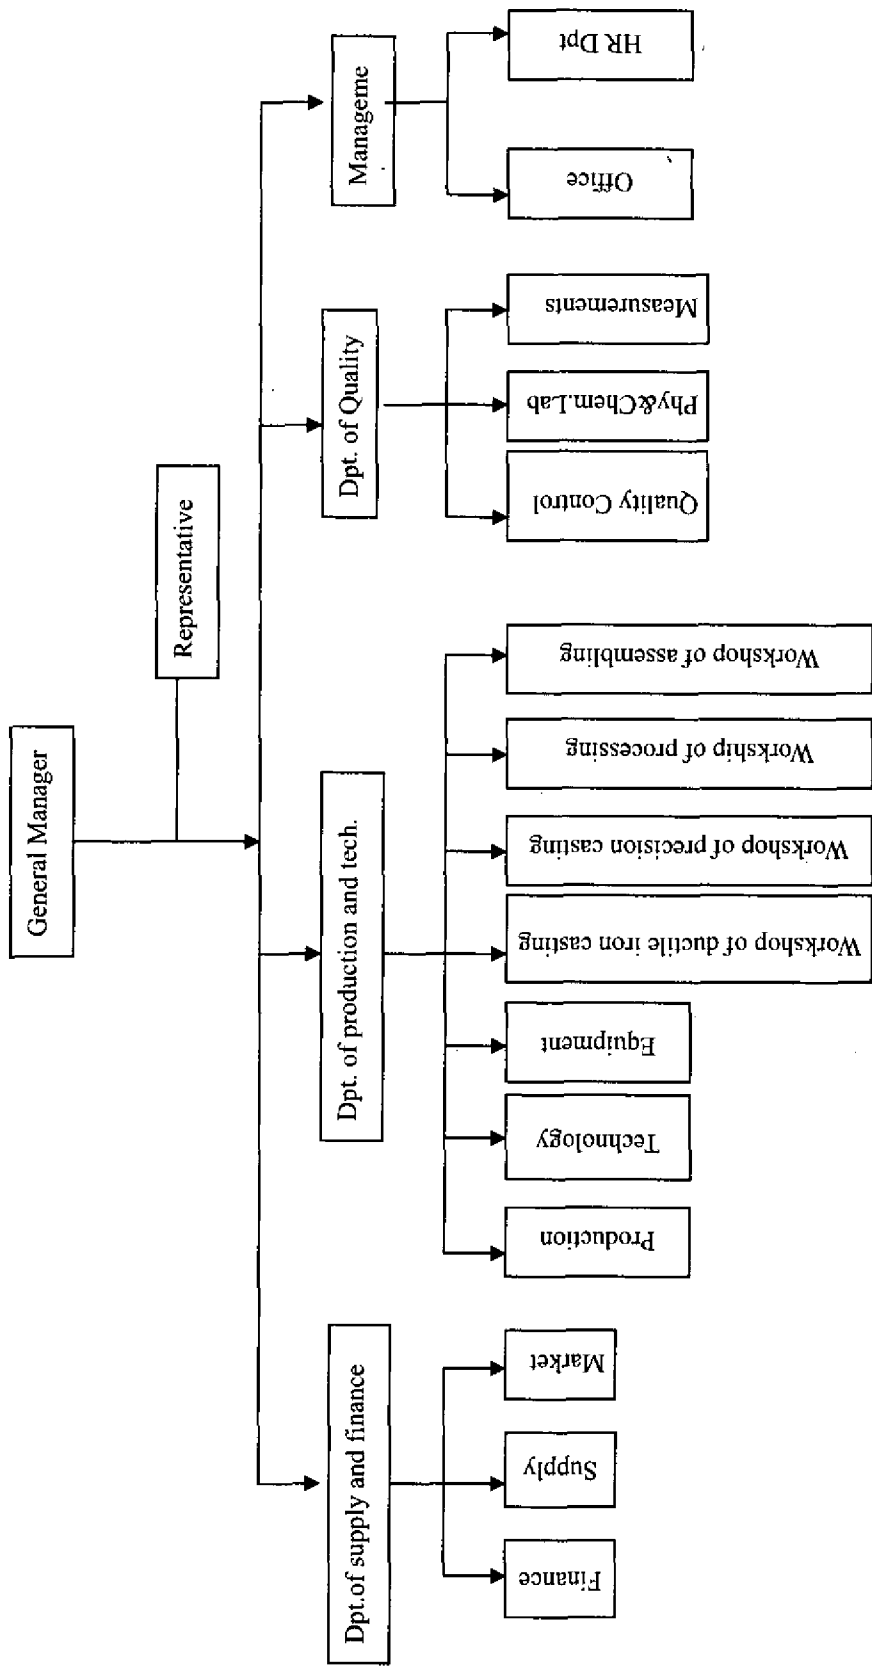 General Manager
Representative
Dpt.of supply and finance
Dpt. of production and tech.
Dpt. of Quality
Manageme
Finance
Supply
Market
Production
Technology
Equipment
Workshop of ductile iron casting
Workshop of precision casting
Workship of processing
Workshop of assembling
Quality Control
Phy&Chem.Lab
Measurements
Office
HR Dpt